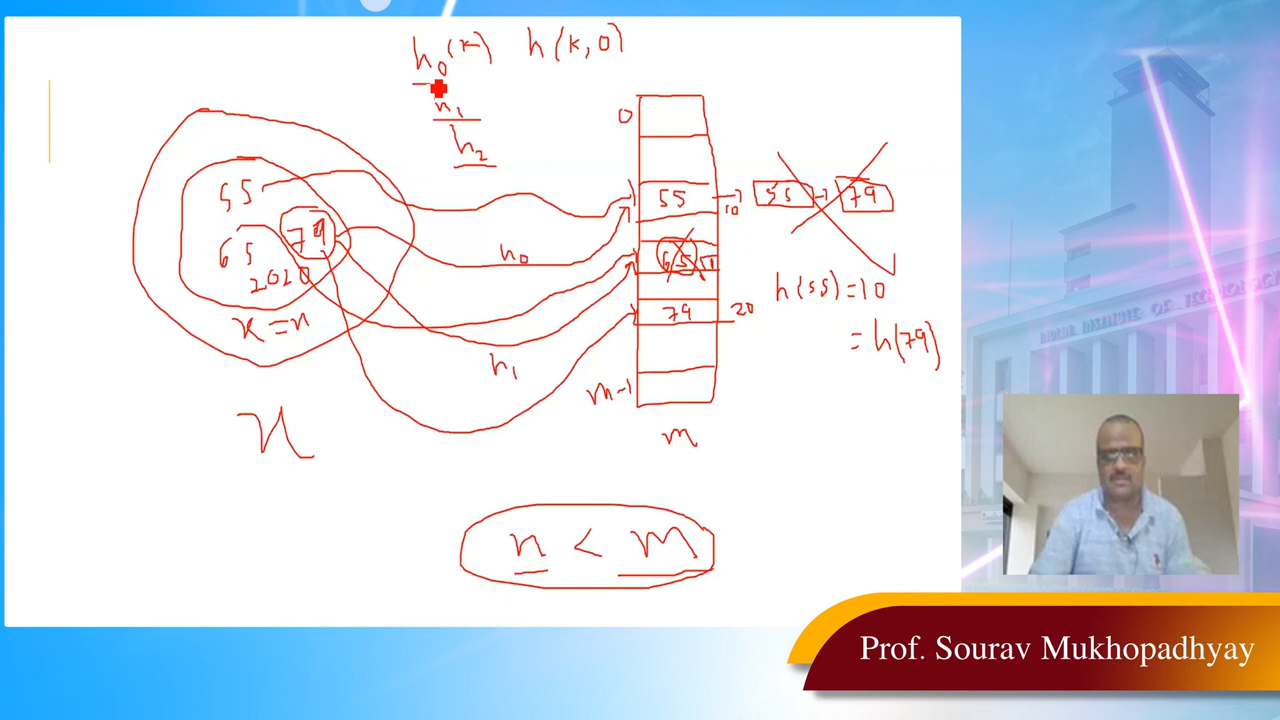 h₀(k) h(k,0)
h₁
h₂
0
55
55
10
55
79
65
79
65
11
2020
h₀
h(55)=10
k=n
79
20
=h(79)
h₁
m-1
m
n < m
Prof. Sourav Mukhopadhyay